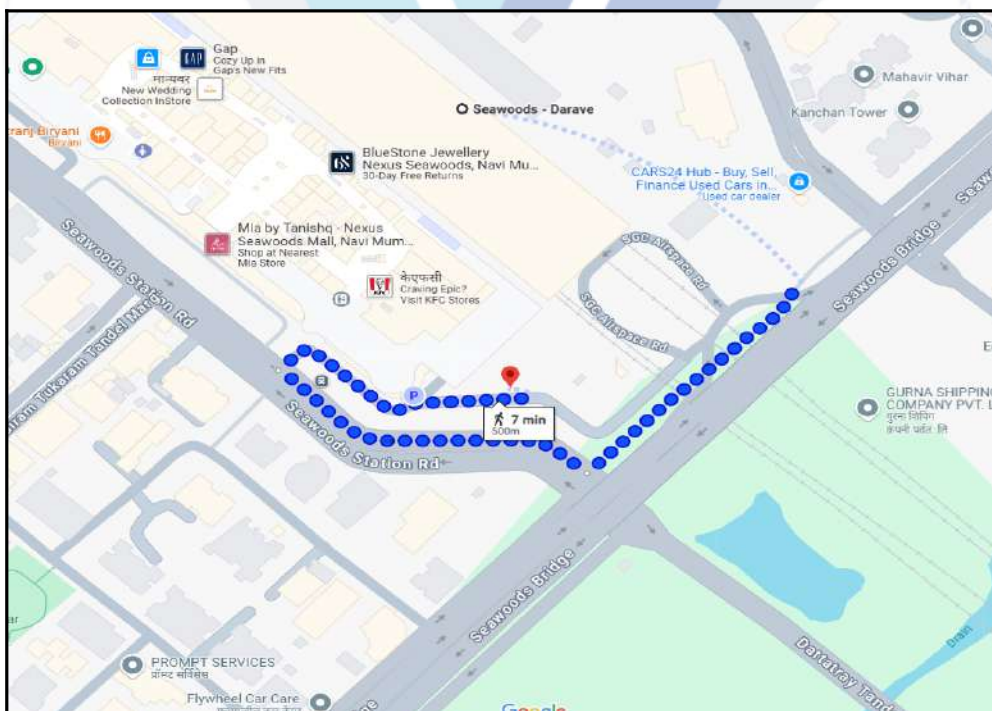 Gap
Cozy Up in
Gap's New Fits
GAP
मान्यवर
New Wedding
Collection InStore
Biryani
Biryani
Seawoods - Darave
Mahavir Vihar
Kanchan Tower
BlueStone Jewellery
Nexus Seawoods, Navi Mu...
30-Day Free Returns
CARS24 Hub - Buy, Sell,
Finance Used Cars in...
Used car dealer
Mia by Tanishq - Nexus
Seawoods Mall, Navi Mum...
Shop at Nearest
Mia Store
केएफसी
Craving Epic?
Visit KFC Stores
SGC Airspace Rd
SGC Airspace Rd
Seawoods Bridge
Seawoods Station Rd
Tukaram Tandel Marg
P
7 min
500m
Seawoods Station Rd
GURNA SHIPPING
COMPANY PVT. L
Seawoods Bridge
Drain
Dattatray Tand
PROMPT SERVICES
प्रॉम्प्ट सर्विसेस
Flywheel Car Care
Google